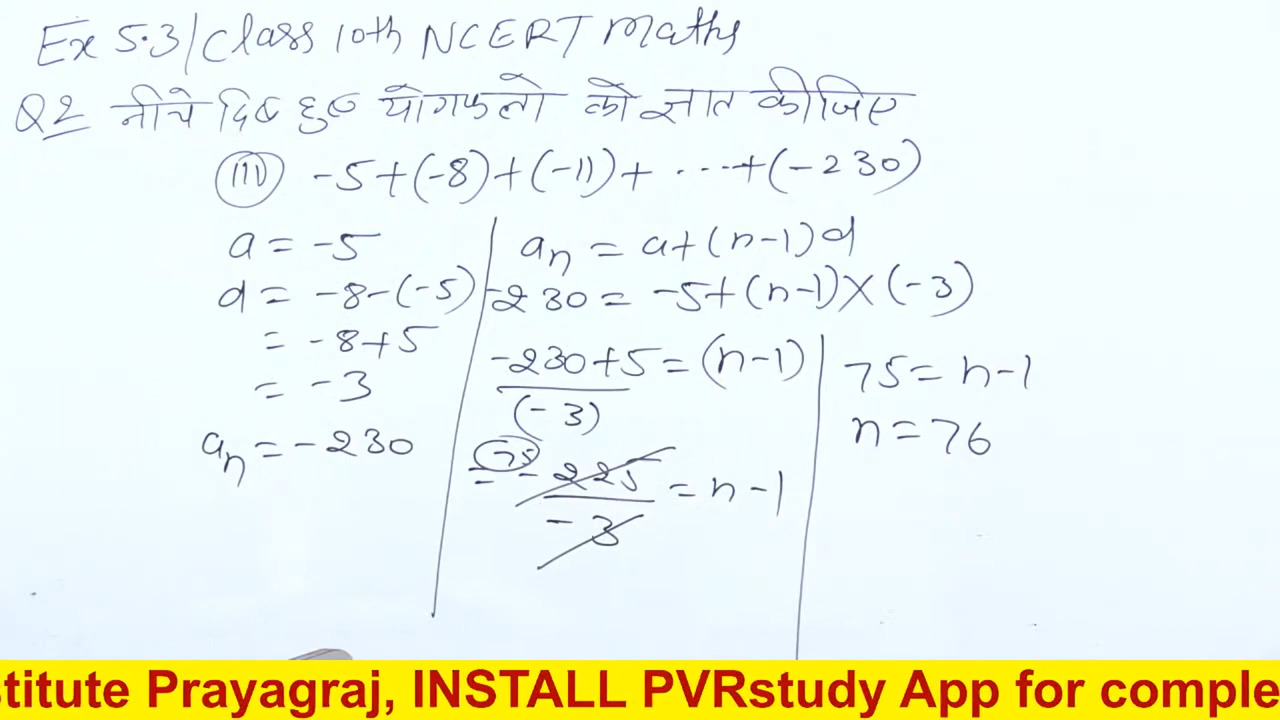 Ex 5.3/Class 10th NCERT Maths
Q2 नीचे दिए हुए योगफलो को ज्ञात कीजिए
(iii) -5+(-8)+(-11)+ ....+(-230)
a = -5
d = -8-(-5)
= -8+5
= -3
an = -230
an = a+(n-1)d
-230 = -5+(n-1)×(-3)
-230+5 = (n-1)
(-3)
75
= -225 = n-1
-3
75 = n-1
n = 76
stitute Prayagraj, INSTALL PVRstudy App for comple